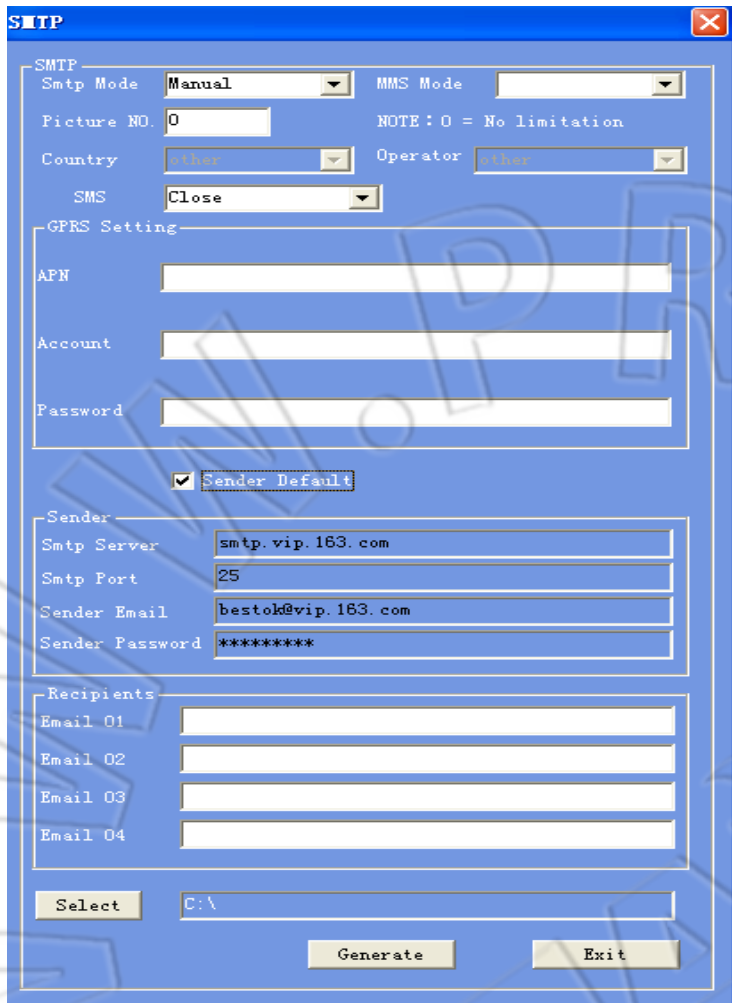 SMTP
SMTP
Smtp Mode Manual MMS Mode
Picture NO. 0 NOTE: 0 = No limitation
Country other Operator other
SMS Close
GPRS Setting
APN
Account
Password
Sender Default
Sender
Smtp Server smtp.vip.163.com
Smtp Port 25
Sender Email bestok@vip.163.com
Sender Password *********
Recipients
Email 01
Email 02
Email 03
Email 04
Select C:\
Generate Exit